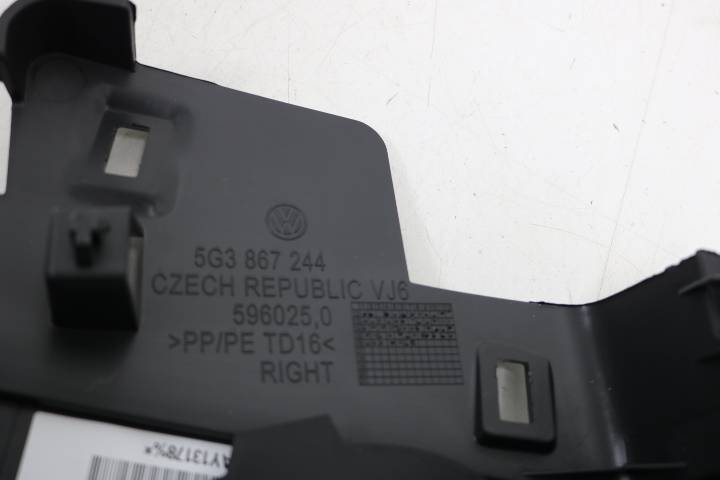 5G3 867 244
CZECH REPUBLIC VJ6
596025,0
>PP/PE TD16<
RIGHT